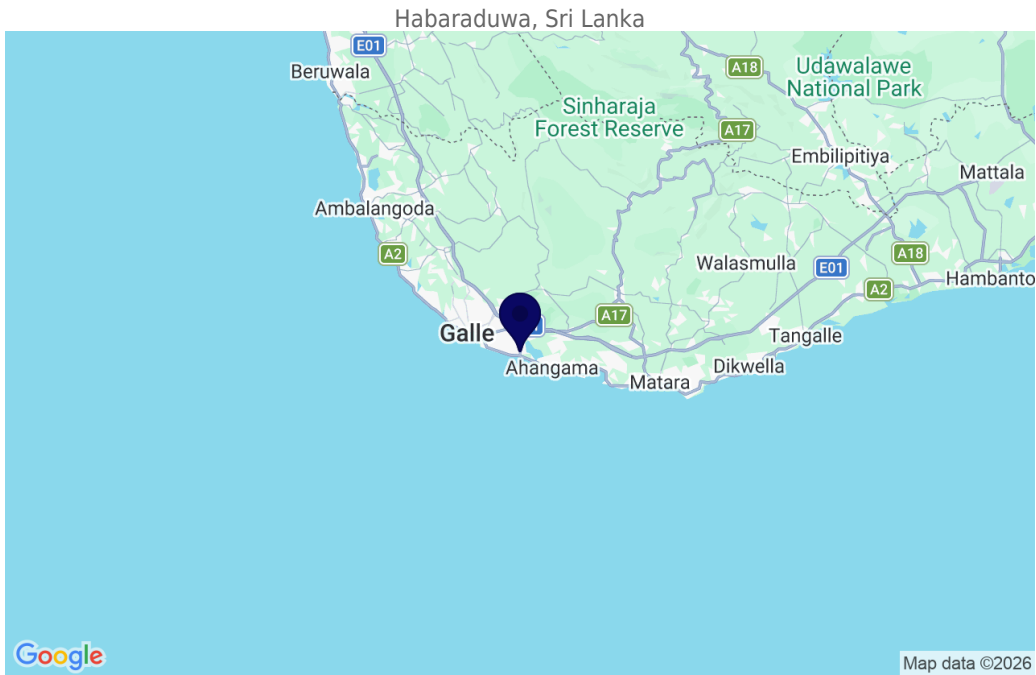 Habaraduwa, Sri Lanka
E01
Beruwala
A18
Udawalawe
National Park
Sinharaja
Forest Reserve
A17
Embilipitiya
Mattala
Ambalangoda
A2
Walasmulla
E01
A18
Hambanto
A2
A17
Galle
Tangalle
Ahangama
Dikwella
Matara
Google
Map data ©2026